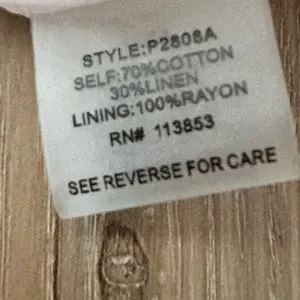 STYLE:P2808A
SELF:70%COTTON
30%LINEN
LINING:100%RAYON
RN# 113853
SEE REVERSE FOR CARE